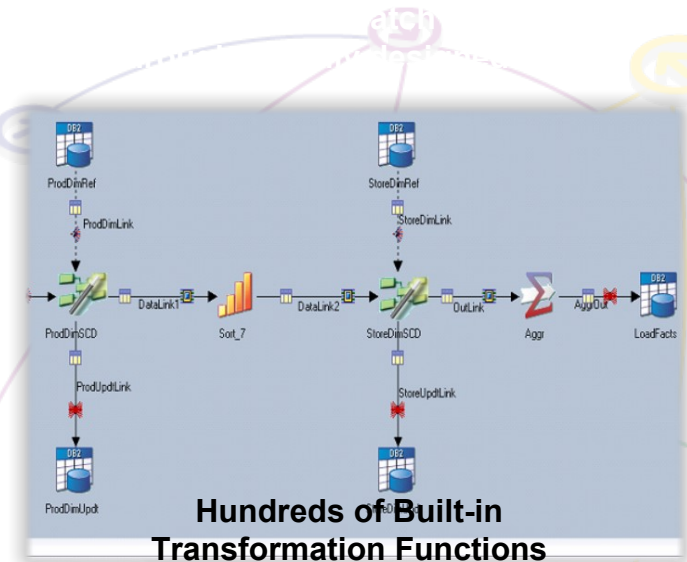 DB2
DB2
ProdDimRef
StoreDimRef
ProdDimLink
StoreDimLink
DB2
DataLink1
DataLink2
OutLink
AggrOut
ProdDimSCD
Sort_7
StoreDimSCD
Aggr
LoadFacts
ProdUpdtLink
StoreUpdtLink
DB2
DB2
ProdDimUpdt
Hundreds of Built-in
Transformation Functions